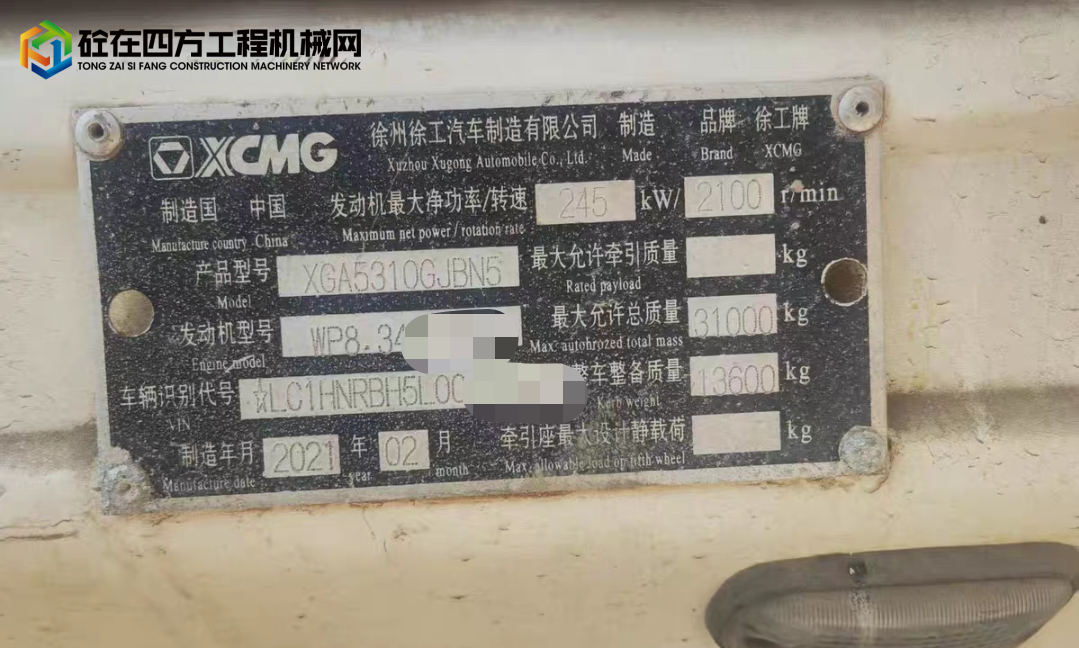 砼在四方工程机械网
TONG ZAI SI FANG CONSTRUCTION MACHINERY NETWORK
XCMG 徐州徐工汽车制造有限公司 制造 品牌 徐工牌
Xuzhou Xugong Automobile Co., Ltd. Made Brand XCMG
制造国 中国 发动机最大净功率/转速 245 kW/ 2100 r/min
Manufacture country China Maximum net power / rotation rate
产品型号 XGA5310GJBN5 最大允许牵引质量 kg
Model Rated payload
发动机型号 WP8.34 最大允许总质量 31000 kg
Engine model Max. authohrozed total mass
车辆识别代号 ☆LC1HNRBH5L0 整车整备质量 13600 kg
VIN Kerb weight
制造年月 2021 年 02 月 牵引座最大设计静载荷 kg
Manufacture date year month Max. allowable load on fifth wheel